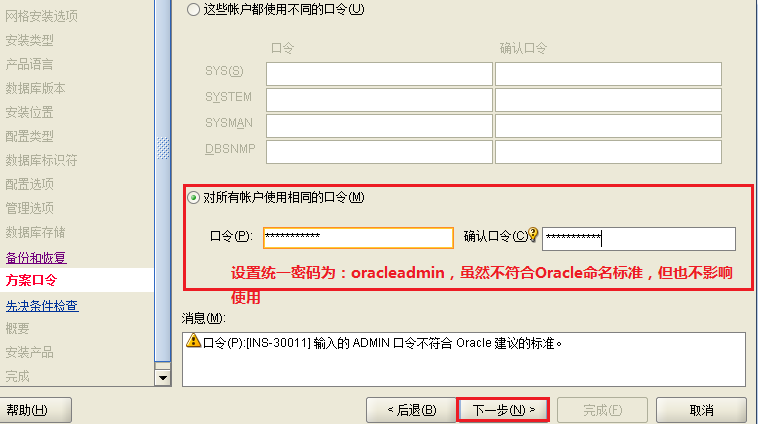 网格安装选项
安装类型
产品语言
数据库版本
安装位置
配置类型
数据库标识符
配置选项
管理选项
数据库存储
备份和恢复
方案口令
先决条件检查
概要
安装产品
完成
这些帐户都使用不同的口令(U)
口令 确认口令
SYS(S)
SYSTEM
SYSMAN
DBSNMP
对所有帐户使用相同的口令(M)
口令(P): *********** 确认口令(C) ***********
设置统一密码为：oracleadmin，虽然不符合Oracle命名标准，但也不影响
使用
消息(M):
口令(P):[INS-30011] 输入的 ADMIN 口令不符合 Oracle 建议的标准。
帮助(H) < 后退(B) 下一步(N) > 完成(F) 取消